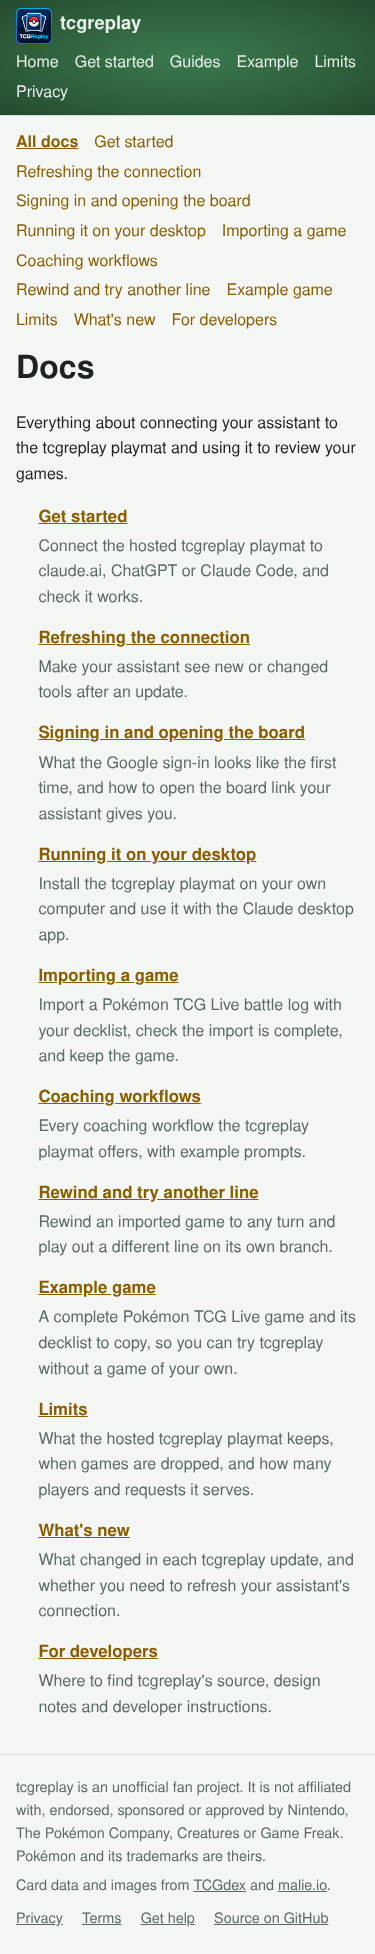 TCGReplay
tcgreplay
Home Get started Guides Example Limits
Privacy
All docs Get started
Refreshing the connection
Signing in and opening the board
Running it on your desktop Importing a game
Coaching workflows
Rewind and try another line Example game
Limits What's new For developers
Docs
Everything about connecting your assistant to
the tcgreplay playmat and using it to review your
games.
Get started
Connect the hosted tcgreplay playmat to
claude.ai, ChatGPT or Claude Code, and
check it works.
Refreshing the connection
Make your assistant see new or changed
tools after an update.
Signing in and opening the board
What the Google sign-in looks like the first
time, and how to open the board link your
assistant gives you.
Running it on your desktop
Install the tcgreplay playmat on your own
computer and use it with the Claude desktop
app.
Importing a game
Import a Pokémon TCG Live battle log with
your decklist, check the import is complete,
and keep the game.
Coaching workflows
Every coaching workflow the tcgreplay
playmat offers, with example prompts.
Rewind and try another line
Rewind an imported game to any turn and
play out a different line on its own branch.
Example game
A complete Pokémon TCG Live game and its
decklist to copy, so you can try tcgreplay
without a game of your own.
Limits
What the hosted tcgreplay playmat keeps,
when games are dropped, and how many
players and requests it serves.
What's new
What changed in each tcgreplay update, and
whether you need to refresh your assistant's
connection.
For developers
Where to find tcgreplay's source, design
notes and developer instructions.
tcgreplay is an unofficial fan project. It is not affiliated
with, endorsed, sponsored or approved by Nintendo,
The Pokémon Company, Creatures or Game Freak.
Pokémon and its trademarks are theirs.
Card data and images from TCGdex and malie.io.
Privacy Terms Get help Source on GitHub